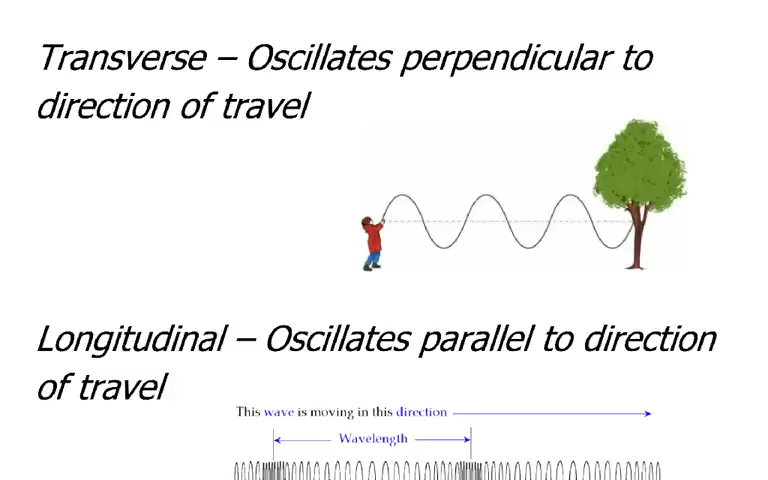 Transverse – Oscillates perpendicular to
direction of travel
Longitudinal – Oscillates parallel to direction
of travel
This wave is moving in this direction
Wavelength